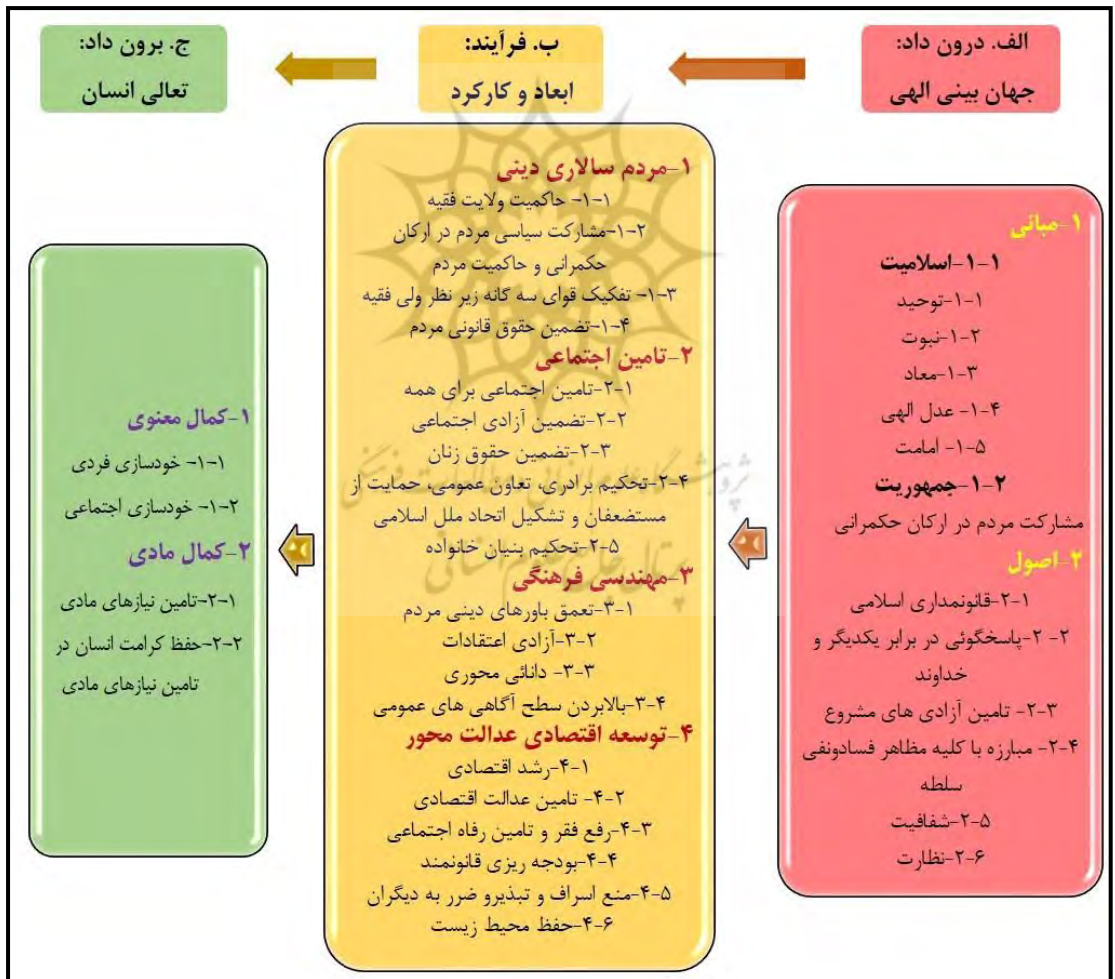 الف. درون داد:
جهان بینی الهی
ب. فرآیند:
ابعاد و کارکرد
ج. برون داد:
تعالی انسان
۱-مبانی
۱-۱-اسلامیت
۱-۱-توحید
۱-۲-نبوت
۱-۳-معاد
۱-۴- عدل الهی
۱-۵- امامت
۱-۲-جمهوریت
مشارکت مردم در ارکان حکمرانی
۲-اصول
۲-۱-قانونمداری اسلامی
۲- ۲-پاسخگوئی در برابر یکدیگر و
خداوند
۲-۳- تامین آزادی های مشروع
۲-۴- مبارزه با کلیه مظاهر فسادونفی
سلطه
۲-۵-شفافیت
۲-۶-نظارت
۱-مردم سالاری دینی
۱-۱- حاکمیت ولایت فقیه
۱-۲-مشارکت سیاسی مردم در ارکان
حکمرانی و حاکمیت مردم
۱-۳- تفکیک قوای سه گانه زیر نظر ولی فقیه
۱-۴-تضمین حقوق قانونی مردم
۲-تامین اجتماعی
۲-۱-تامین اجتماعی برای همه
۲-۲-تضمین آزادی اجتماعی
۲-۳-تضمین حقوق زنان
۲-۴-تحکیم برادری، تعاون عمومی، حمایت از
مستضعفان و تشکیل اتحاد ملل اسلامی
۲-۵-تحکیم بنیان خانواده
۳-مهندسی فرهنگی
۳-۱-تعمق باورهای دینی مردم
۳-۲-آزادی اعتقادات
۳-۳- دانائی محوری
۳-۴-بالابردن سطح آگاهی های عمومی
۴-توسعه اقتصادی عدالت محور
۴-۱-رشد اقتصادی
۴-۲- تامین عدالت اقتصادی
۴-۳-رفع فقر و تامین رفاه اجتماعی
۴-۴-بودجه ریزی قانونمند
۴-۵-منع اسراف و تبذیرو ضرر به دیگران
۴-۶-حفظ محیط زیست
۱-کمال معنوی
۱-۱- خودسازی فردی
۱-۲- خودسازی اجتماعی
۲-کمال مادی
۲-۱-تامین نیازهای مادی
۲-۲-حفظ کرامت انسان در
تامین نیازهای مادی
پژوهشگاه علوم انسانی و مطالعات فرهنگی
پرتال جامع علوم انسانی